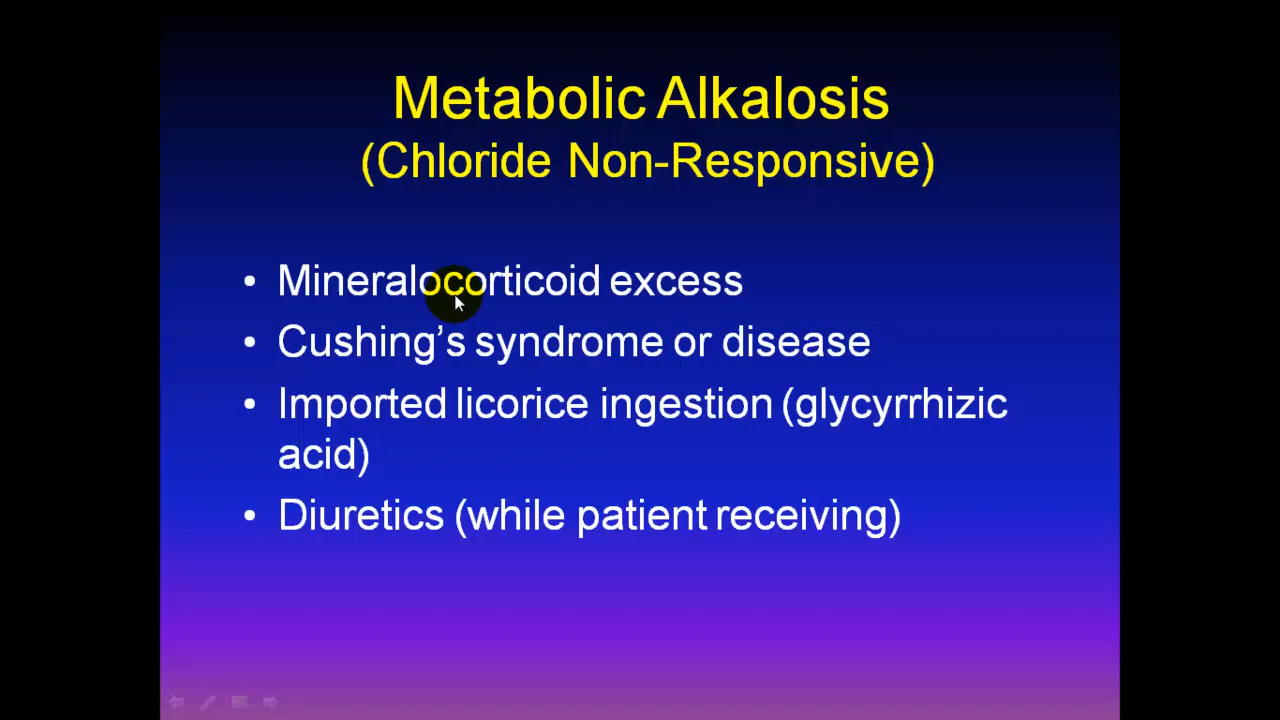 Metabolic Alkalosis
(Chloride Non-Responsive)
• Mineralocorticoid excess
• Cushing's syndrome or disease
• Imported licorice ingestion (glycyrrhizic
acid)
• Diuretics (while patient receiving)